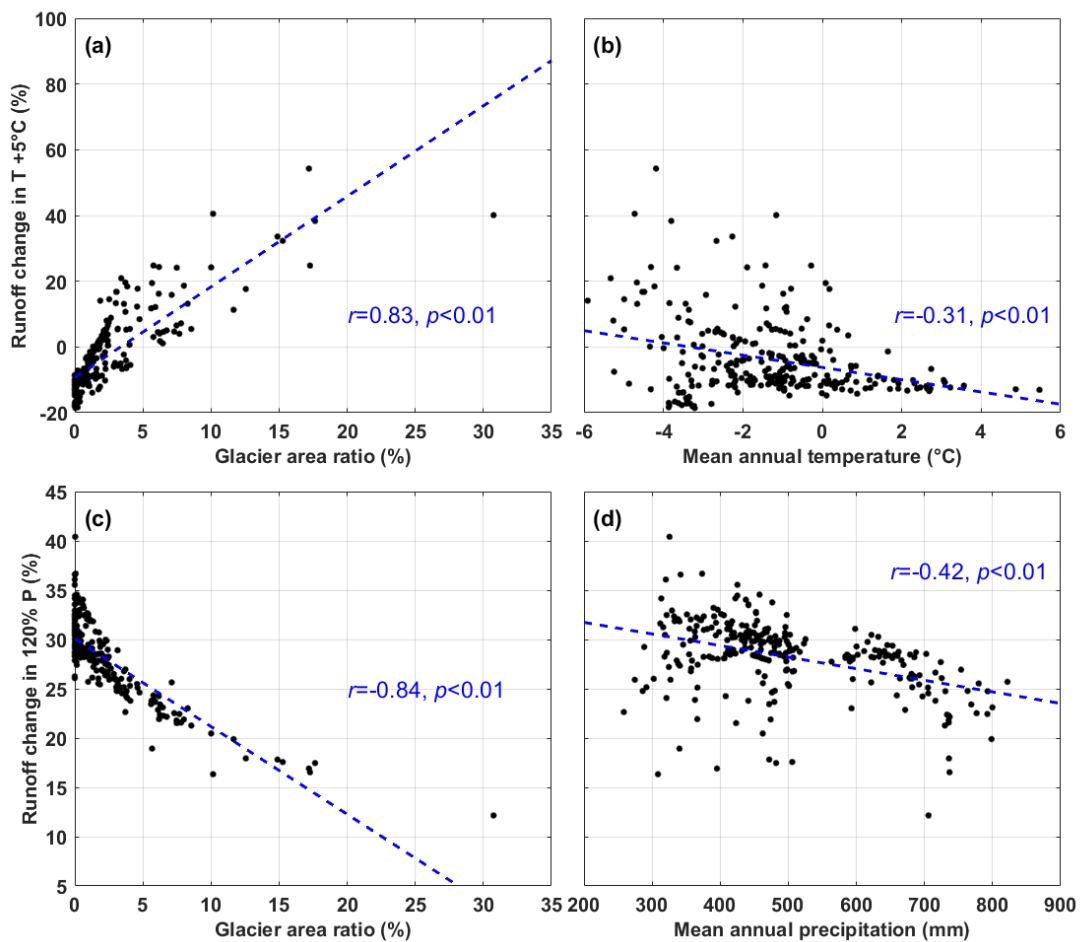 (a)
Runoff change in T +5°C (%)
100
80
60
40
20
0
-20
0 5 10 15 20 25 30 35
Glacier area ratio (%)
r=0.83, p<0.01
(b)
r=-0.31, p<0.01
-6 -4 -2 0 2 4 6
Mean annual temperature (°C)
(c)
Runoff change in 120% P (%)
45
40
35
30
25
20
15
10
5
0 5 10 15 20 25 30 35
Glacier area ratio (%)
r=-0.84, p<0.01
(d)
r=-0.42, p<0.01
200 300 400 500 600 700 800 900
Mean annual precipitation (mm)